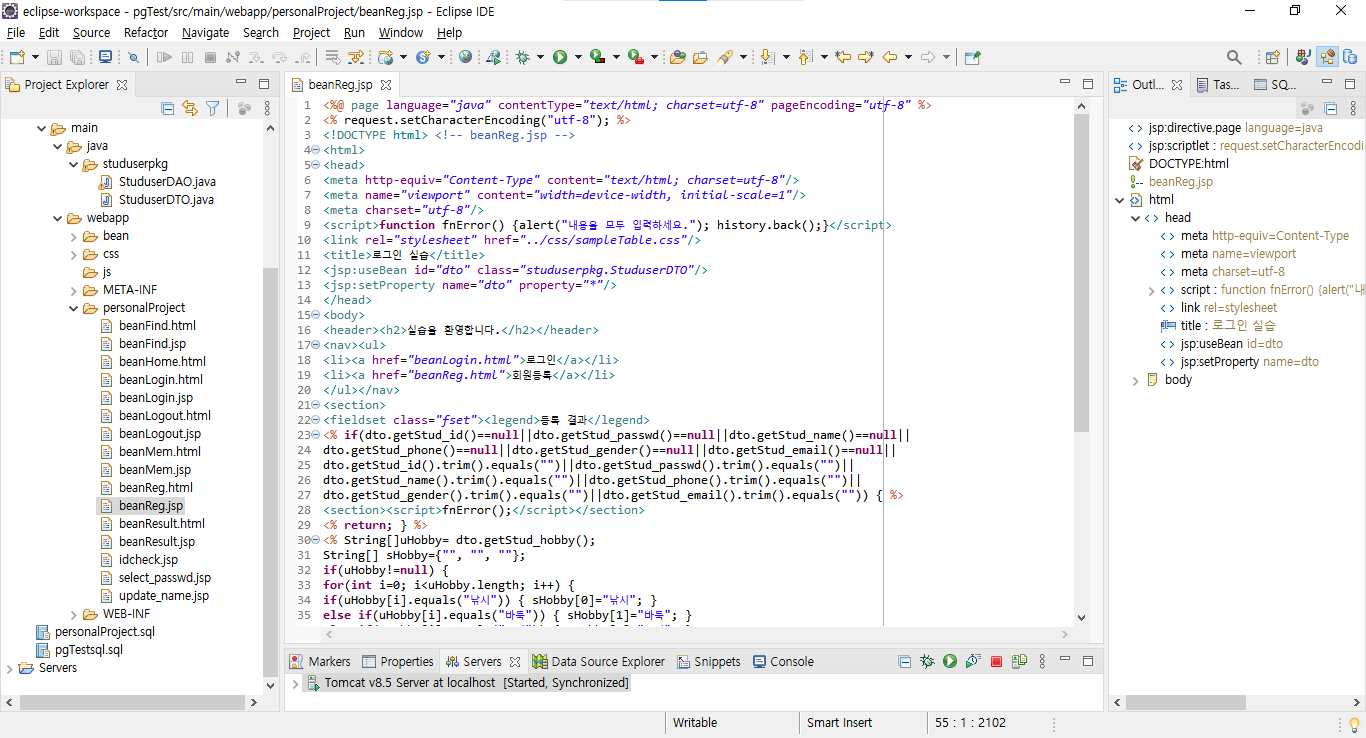 eclipse-workspace - pgTest/src/main/webapp/personalProject/beanReg.jsp - Eclipse IDE
File Edit Source Refactor Navigate Search Project Run Window Help
Project Explorer
main
java
studuserpkg
StuduserDAO.java
StuduserDTO.java
webapp
bean
css
js
META-INF
personalProject
beanFind.html
beanFind.jsp
beanHome.html
beanLogin.html
beanLogin.jsp
beanLogout.html
beanLogout.jsp
beanMem.html
beanMem.jsp
beanReg.html
beanReg.jsp
beanResult.html
beanResult.jsp
idcheck.jsp
select_passwd.jsp
update_name.jsp
WEB-INF
personalProject.sql
pgTestsql.sql
Servers
beanReg.jsp
1 <%@ page language="java" contentType="text/html; charset=utf-8" pageEncoding="utf-8" %>
2 <% request.setCharacterEncoding("utf-8"); %>
3 <!DOCTYPE html> <!-- beanReg.jsp -->
4 <html>
5 <head>
6 <meta http-equiv="Content-Type" content="text/html; charset=utf-8"/>
7 <meta name="viewport" content="width=device-width, initial-scale=1"/>
8 <meta charset="utf-8"/>
9 <script>function fnError() {alert("내용을 모두 입력하세요."); history.back();}</script>
10 <link rel="stylesheet" href="../css/sampleTable.css"/>
11 <title>로그인 실습</title>
12 <jsp:useBean id="dto" class="studuserpkg.StuduserDTO"/>
13 <jsp:setProperty name="dto" property="*"/>
14 </head>
15 <body>
16 <header><h2>실습을 환영합니다.</h2></header>
17 <nav><ul>
18 <li><a href="beanLogin.html">로그인</a></li>
19 <li><a href="beanReg.html">회원등록</a></li>
20 </ul></nav>
21 <section>
22 <fieldset class="fset"><legend>등록 결과</legend>
23 <% if(dto.getStud_id()==null||dto.getStud_passwd()==null||dto.getStud_name()==null||
24 dto.getStud_phone()==null||dto.getStud_gender()==null||dto.getStud_email()==null||
25 dto.getStud_id().trim().equals("")||dto.getStud_passwd().trim().equals("")||
26 dto.getStud_name().trim().equals("")||dto.getStud_phone().trim().equals("")||
27 dto.getStud_gender().trim().equals("")||dto.getStud_email().trim().equals("")) { %>
28 <section><script>fnError();</script></section>
29 <% return; } %>
30 <% String[]uHobby= dto.getStud_hobby();
31 String[] sHobby={"", "", ""};
32 if(uHobby!=null) {
33 for(int i=0; i<uHobby.length; i++) {
34 if(uHobby[i].equals("낚시")) { sHobby[0]="낚시"; }
35 else if(uHobby[i].equals("바둑")) { sHobby[1]="바둑"; }
Outl... Tas... SQ...
jsp:directive.page language=java
jsp:scriptlet : request.setCharacterEncodi
DOCTYPE:html
beanReg.jsp
html
head
meta http-equiv=Content-Type
meta name=viewport
meta charset=utf-8
script : function fnError() {alert("내
link rel=stylesheet
title : 로그인 실습
jsp:useBean id=dto
jsp:setProperty name=dto
body
Markers Properties Servers Data Source Explorer Snippets Console
Tomcat v8.5 Server at localhost [Started, Synchronized]
Writable Smart Insert 55 : 1 : 2102